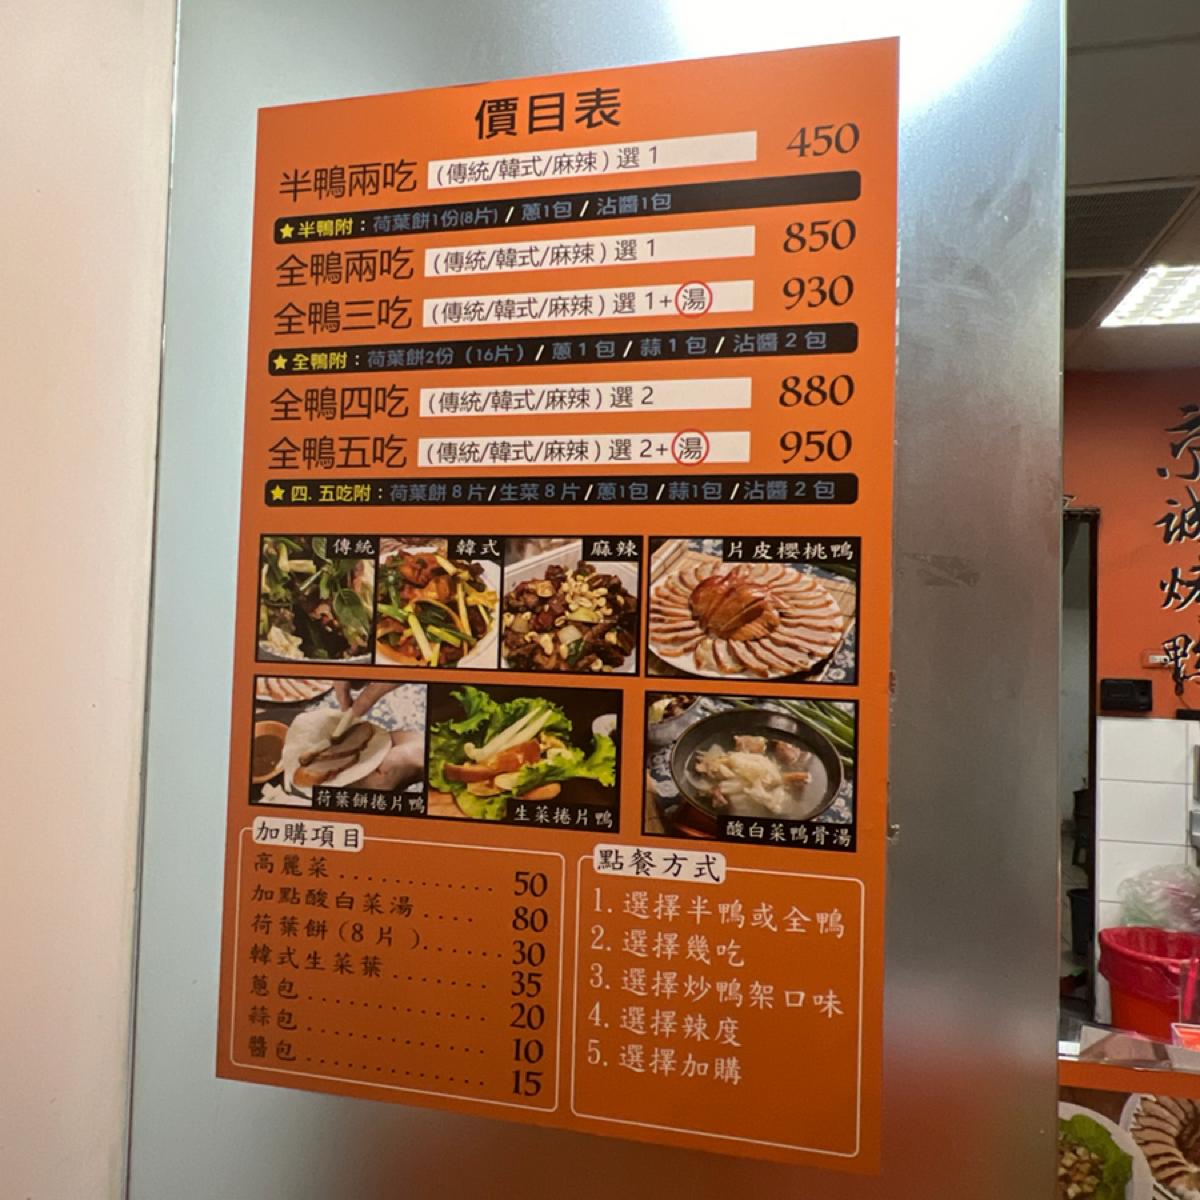 價目表
半鴨兩吃 (傳統/韓式/麻辣) 選 1 450
★半鴨附：荷葉餅1份(8片) / 蔥1包 / 沾醬1包
全鴨兩吃 (傳統/韓式/麻辣) 選 1 850
全鴨三吃 (傳統/韓式/麻辣) 選 1+湯 930
★全鴨附：荷葉餅2份 (16片) / 蔥 1 包 / 蒜 1 包 / 沾醬 2 包
全鴨四吃 (傳統/韓式/麻辣) 選 2 880
全鴨五吃 (傳統/韓式/麻辣) 選 2+湯 950
★四. 五吃附：荷葉餅 8 片/生菜 8 片/蔥1包/蒜1包/沾醬 2 包
傳統
韓式
麻辣
片皮櫻桃鴨
荷葉餅捲片鴨
生菜捲片鴨
酸白菜鴨骨湯
加購項目
高麗菜............ 50
加點酸白菜湯.... 80
荷葉餅 (8 片 )...... 30
韓式生菜葉....... 35
蔥包............ 20
蒜包............ 10
醬包............ 15
點餐方式
1. 選擇半鴨或全鴨
2. 選擇幾吃
3. 選擇炒鴨架口味
4. 選擇辣度
5. 選擇加購
誠